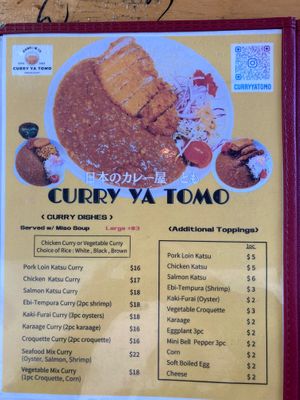 CURRY YA TOMO
CURRYYATOMO
日本のカレー屋 とも
CURRY YA TOMO
( CURRY DISHES )
Served w/ Miso Soup Large +$3
Chicken Curry or Vegetable Curry
Choice of Rice : White , Black , Brown
Pork Loin Katsu Curry $16
Chicken Katsu Curry $17
Salmon Katsu Curry $18
Ebi-Tempura Curry (2pc shrimp) $18
Kaki-Furai Curry (3pc oysters) $18
Karaage Curry (2pc karaage) $16
Croquette Curry (2pc croquette) $16
Seafood Mix Curry $22
(Oyster, Salmon, Shrimp)
Vegetable Mix Curry $18
(1pc Croquette, Corn)
(Additional Toppings)
1pc
Pork Loin Katsu $ 5
Chicken Katsu $ 5
Salmon Katsu $ 6
Ebi-Furai (Shrimp) $ 3
Kaki-Furai (Oyster) $ 2
Vegetable Croquette $ 3
Karaage $ 2
Eggplant 3pc $ 2
Mini Bell Pepper 3pc $ 2
Corn $ 2
Soft Boiled Egg $ 2
Cheese $ 2